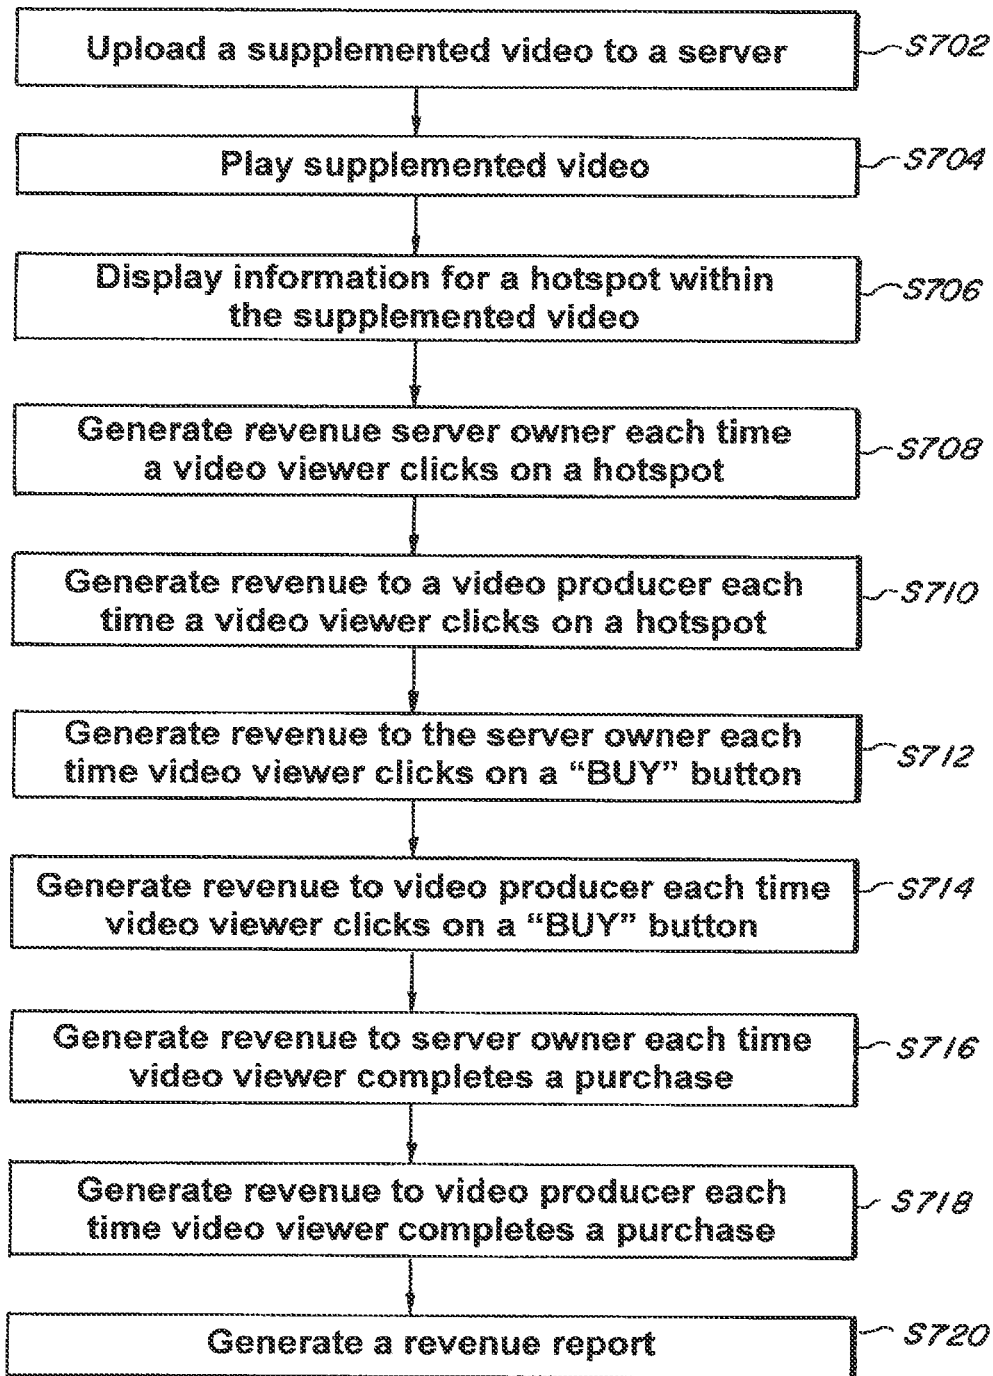 Upload a supplemented video to a server
S702
Play supplemented video
S704
Display information for a hotspot within
the supplemented video
S706
Generate revenue server owner each time
a video viewer clicks on a hotspot
S708
Generate revenue to a video producer each
time a video viewer clicks on a hotspot
S710
Generate revenue to the server owner each
time video viewer clicks on a “BUY” button
S712
Generate revenue to video producer each time
video viewer clicks on a “BUY” button
S714
Generate revenue to server owner each time
video viewer completes a purchase
S716
Generate revenue to video producer each
time video viewer completes a purchase
S718
Generate a revenue report
S720